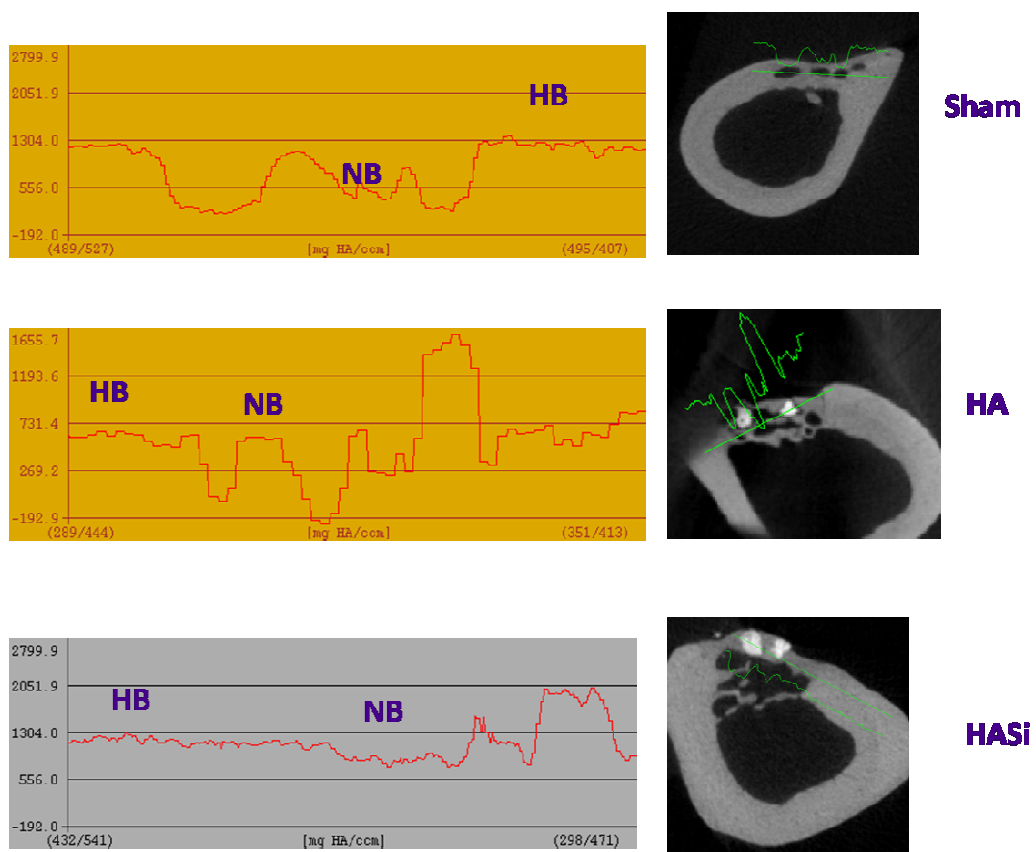 2799.9
2051.9
1304.0
556.0
-192.0
HB
NB
(489/527) [mg HA/ccm] (495/407)
Sham
1655.7
1193.6
731.4
269.2
-192.9
HB
NB
(289/444) [mg HA/ccm] (351/413)
HA
2799.9
2051.9
1304.0
556.0
-192.0
HB
NB
(432/541) [mg HA/ccm] (298/471)
HASi